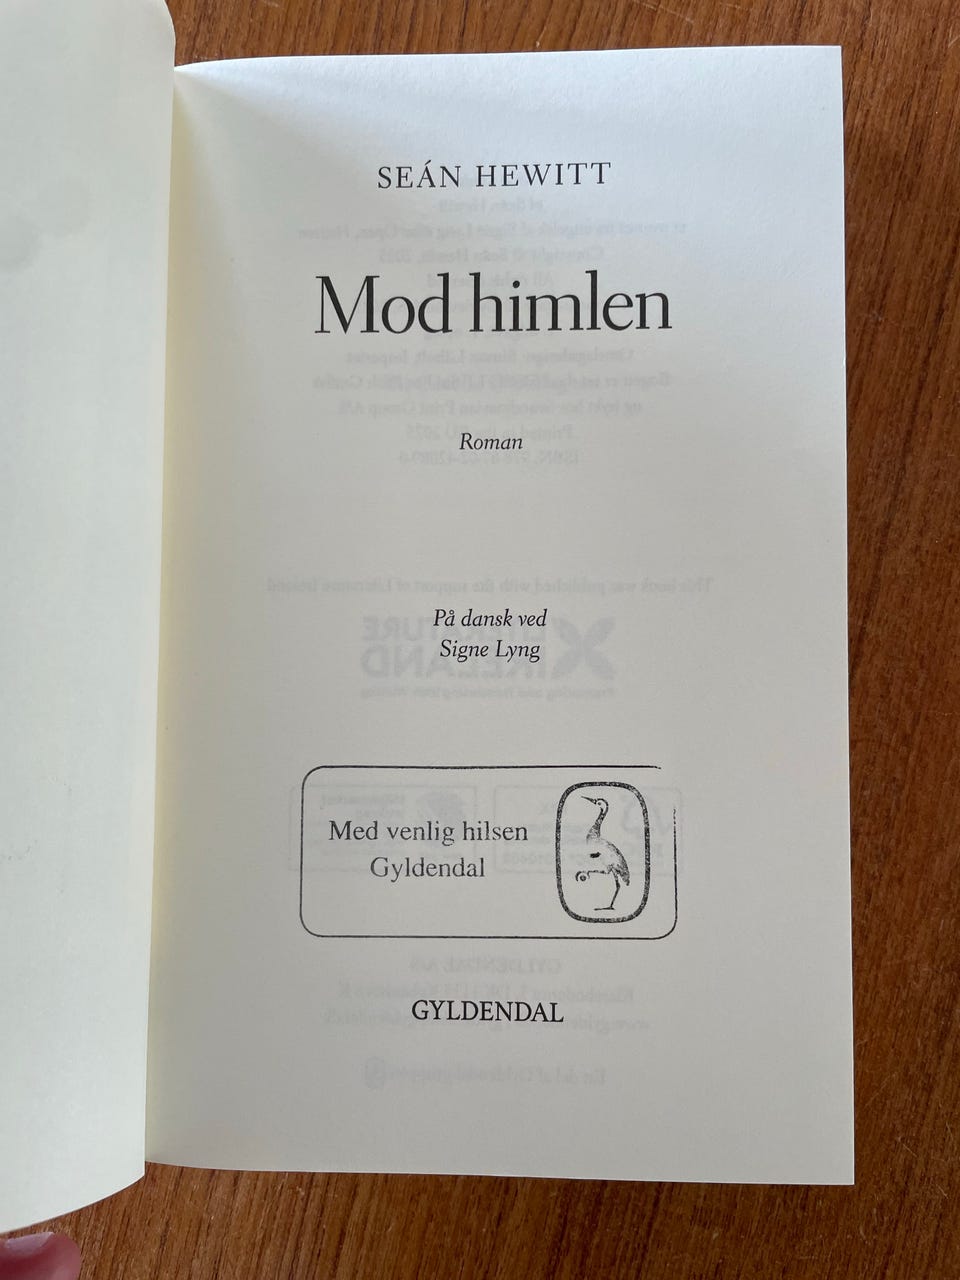 SEÁN HEWITT
Mod himlen
Roman
På dansk ved
Signe Lyng
Med venlig hilsen
Gyldendal
GYLDENDAL